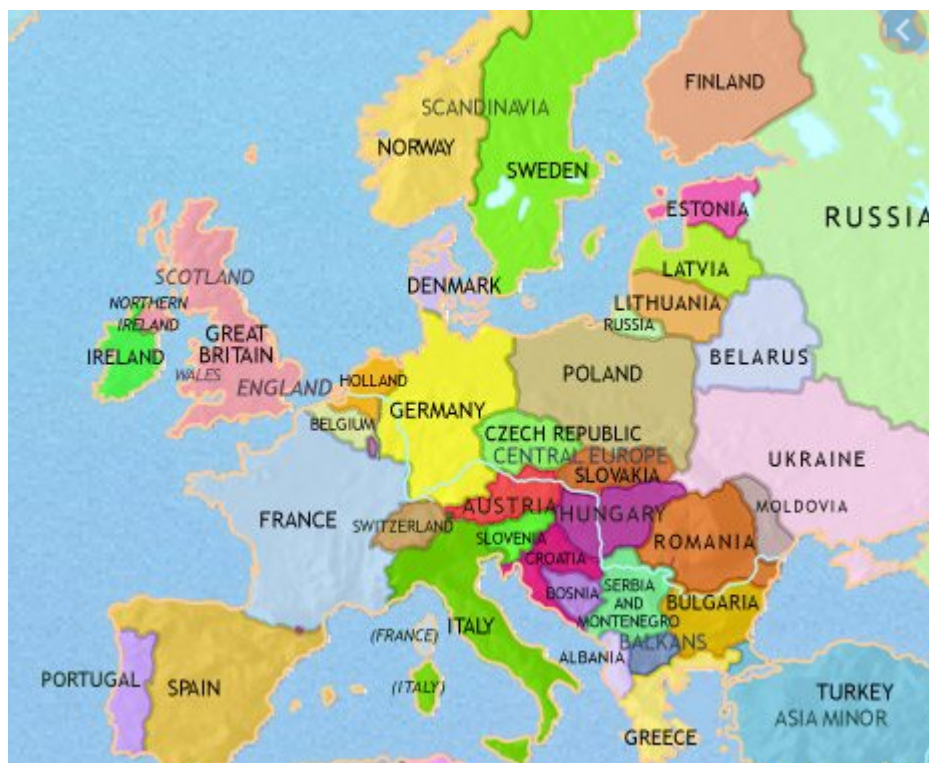 FINLAND
SCANDINAVIA
NORWAY
SWEDEN
ESTONIA
RUSSIA
LATVIA
SCOTLAND
DENMARK
LITHUANIA
NORTHERN
IRELAND
RUSSIA
GREAT
BRITAIN
IRELAND
BELARUS
WALES
ENGLAND
HOLLAND
POLAND
GERMANY
BELGIUM
CZECH REPUBLIC
CENTRAL EUROPE
UKRAINE
SLOVAKIA
AUSTRIA
HUNGARY
MOLDOVIA
FRANCE
SWITZERLAND
SLOVENIA
ROMANIA
CROATIA
BOSNIA
SERBIA
AND
MONTENEGRO
BULGARIA
ITALY
(FRANCE)
BALKANS
ALBANIA
PORTUGAL
SPAIN
(ITALY)
TURKEY
ASIA MINOR
GREECE